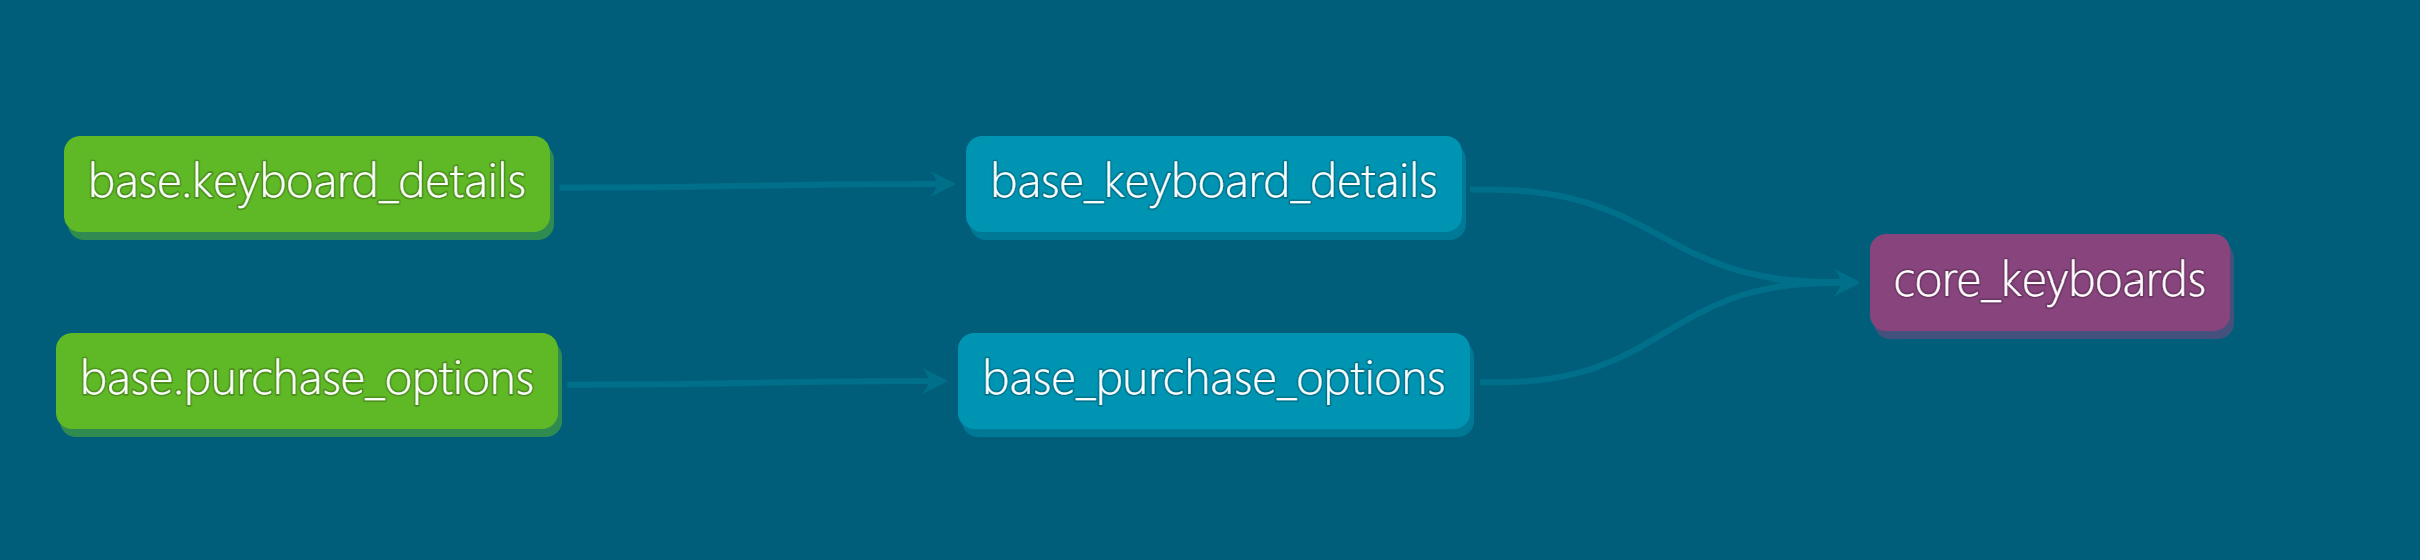 base.keyboard_details
base_keyboard_details
core_keyboards
base.purchase_options
base_purchase_options